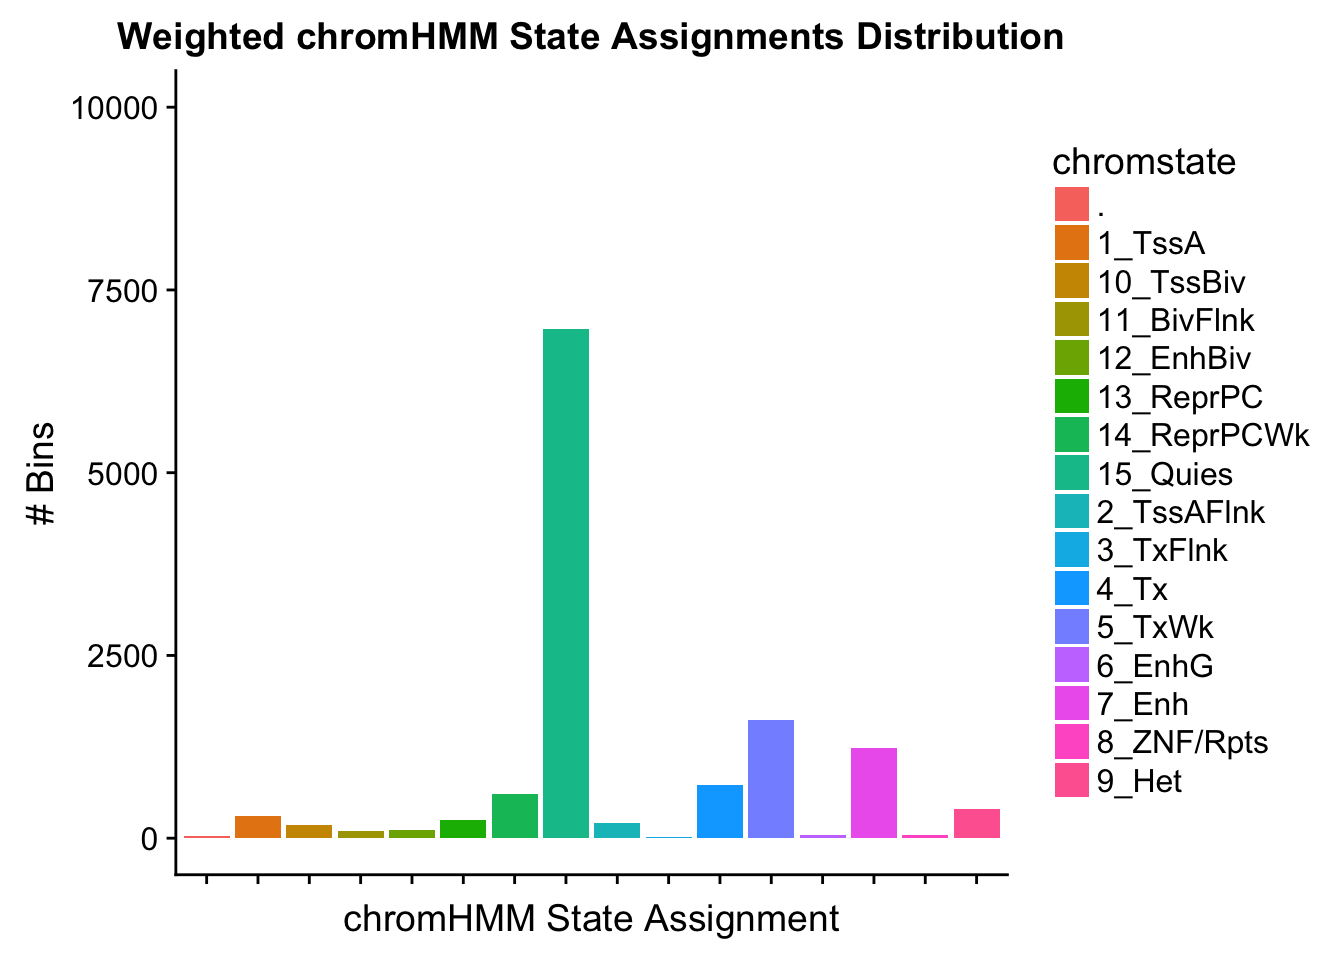 Weighted chromHMM State Assignments Distribution
10000
7500
5000
2500
0
# Bins
chromHMM State Assignment
chromstate
.
1_TssA
10_TssBiv
11_BivFlnk
12_EnhBiv
13_ReprPC
14_ReprPCWk
15_Quies
2_TssAFlnk
3_TxFlnk
4_Tx
5_TxWk
6_EnhG
7_Enh
8_ZNF/Rpts
9_Het